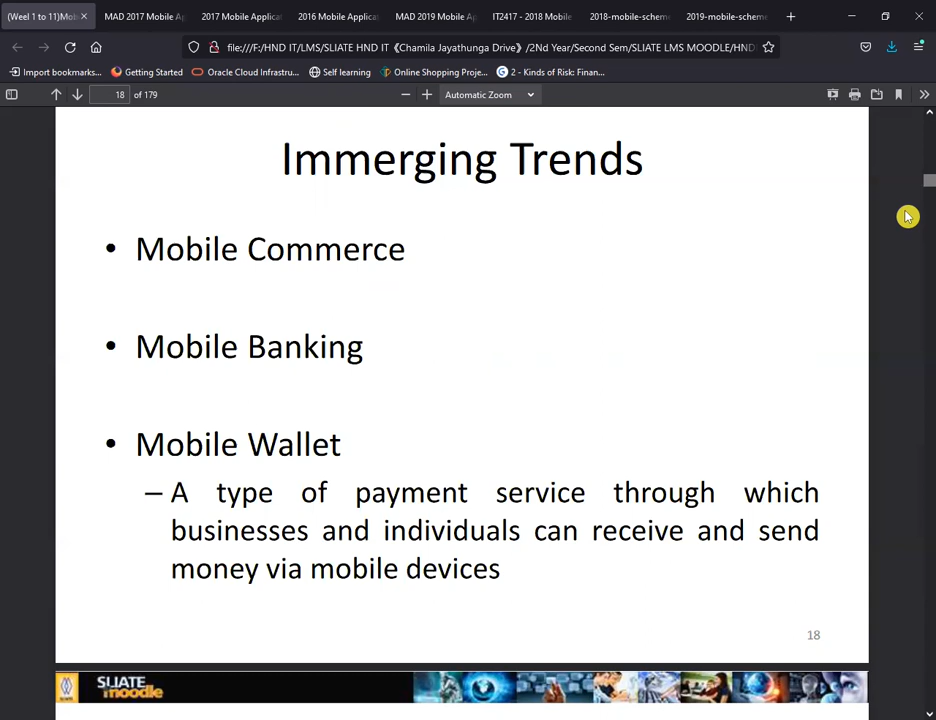 (Weel 1 to 11)Mob
MAD 2017 Mobile Ap
2017 Mobile Applica
2016 Mobile Applica
MAD 2019 Mobile Ap
IT2417 - 2018 Mobile
2018-mobile-scheme
2019-mobile-scheme
file:///F:/HND IT/LMS/SLIATE HND IT《Chamila Jayathunga Drive》/2Nd Year/Second Sem/SLIATE LMS MOODLE/HND
Import bookmarks...
Getting Started
Oracle Cloud Infrastru...
Self learning
Online Shopping Proje...
2 - Kinds of Risk: Finan...
18 of 179
Automatic Zoom
Immerging Trends
• Mobile Commerce
• Mobile Banking
• Mobile Wallet
– A type of payment service through which
businesses and individuals can receive and send
money via mobile devices
18
SLIATE
moodle